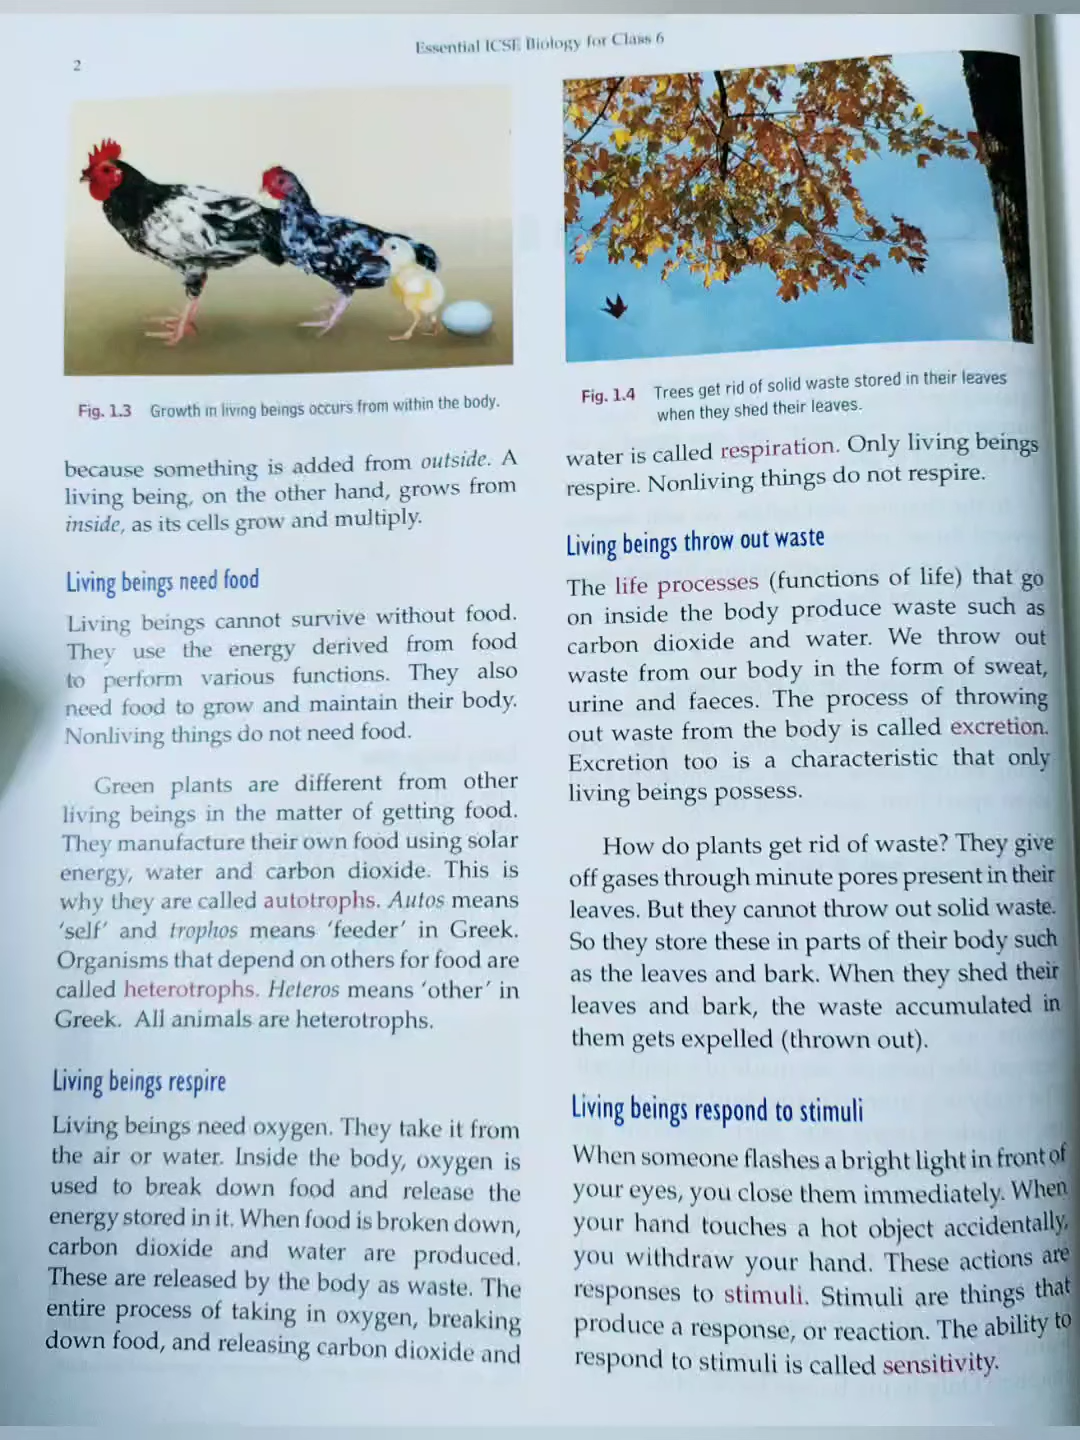 2
Essential ICSE Biology for Class 6
Fig. 1.3 Growth in living beings occurs from within the body.
because something is added from outside. A
living being, on the other hand, grows from
inside, as its cells grow and multiply.
Living beings need food
Living beings cannot survive without food.
They use the energy derived from food
to perform various functions. They also
need food to grow and maintain their body.
Nonliving things do not need food.
Green plants are different from other
living beings in the matter of getting food.
They manufacture their own food using solar
energy, water and carbon dioxide. This is
why they are called autotrophs. Autos means
'self' and trophos means 'feeder' in Greek.
Organisms that depend on others for food are
called heterotrophs. Heteros means 'other' in
Greek. All animals are heterotrophs.
Living beings respire
Living beings need oxygen. They take it from
the air or water. Inside the body, oxygen is
used to break down food and release the
energy stored in it. When food is broken down,
carbon dioxide and water are produced.
These are released by the body as waste. The
entire process of taking in oxygen, breaking
down food, and releasing carbon dioxide and
Fig. 1.4 Trees get rid of solid waste stored in their leaves
when they shed their leaves.
water is called respiration. Only living beings
respire. Nonliving things do not respire.
Living beings throw out waste
The life processes (functions of life) that go
on inside the body produce waste such as
carbon dioxide and water. We throw out
waste from our body in the form of sweat,
urine and faeces. The process of throwing
out waste from the body is called excretion.
Excretion too is a characteristic that only
living beings possess.
How do plants get rid of waste? They give
off gases through minute pores present in their
leaves. But they cannot throw out solid waste.
So they store these in parts of their body such
as the leaves and bark. When they shed their
leaves and bark, the waste accumulated in
them gets expelled (thrown out).
Living beings respond to stimuli
When someone flashes a bright light in front of
your eyes, you close them immediately. When
your hand touches a hot object accidentally,
you withdraw your hand. These actions are
responses to stimuli. Stimuli are things that
produce a response, or reaction. The ability to
respond to stimuli is called sensitivity.